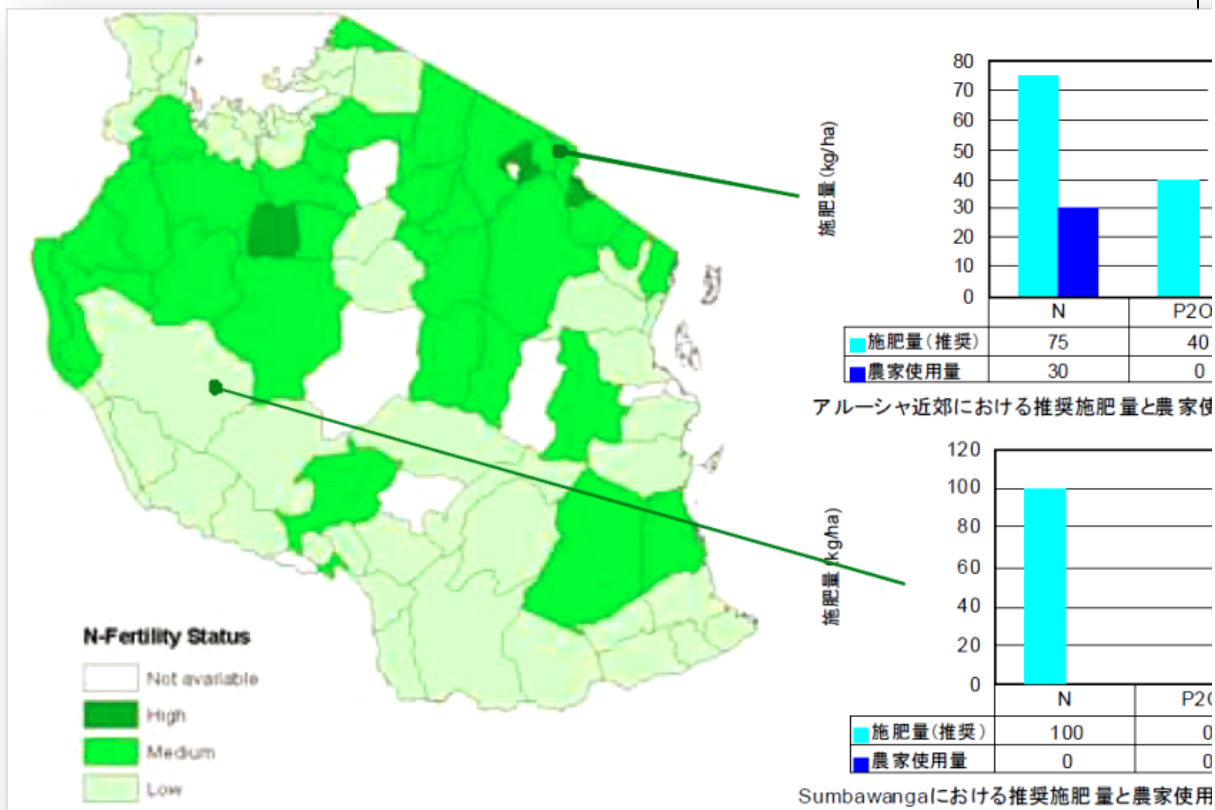 N-Fertility Status
Not available
High
Medium
Low
施肥量(kg/ha)
80
70
60
50
40
30
20
10
0
N P2O
施肥量(推奨) 75 40
農家使用量 30 0
アルーシャ近郊における推奨施肥量と農家使
施肥量(kg/ha)
120
100
80
60
40
20
0
N P2O
施肥量(推奨) 100 0
農家使用量 0 0
Sumbawangaにおける推奨施肥量と農家使用